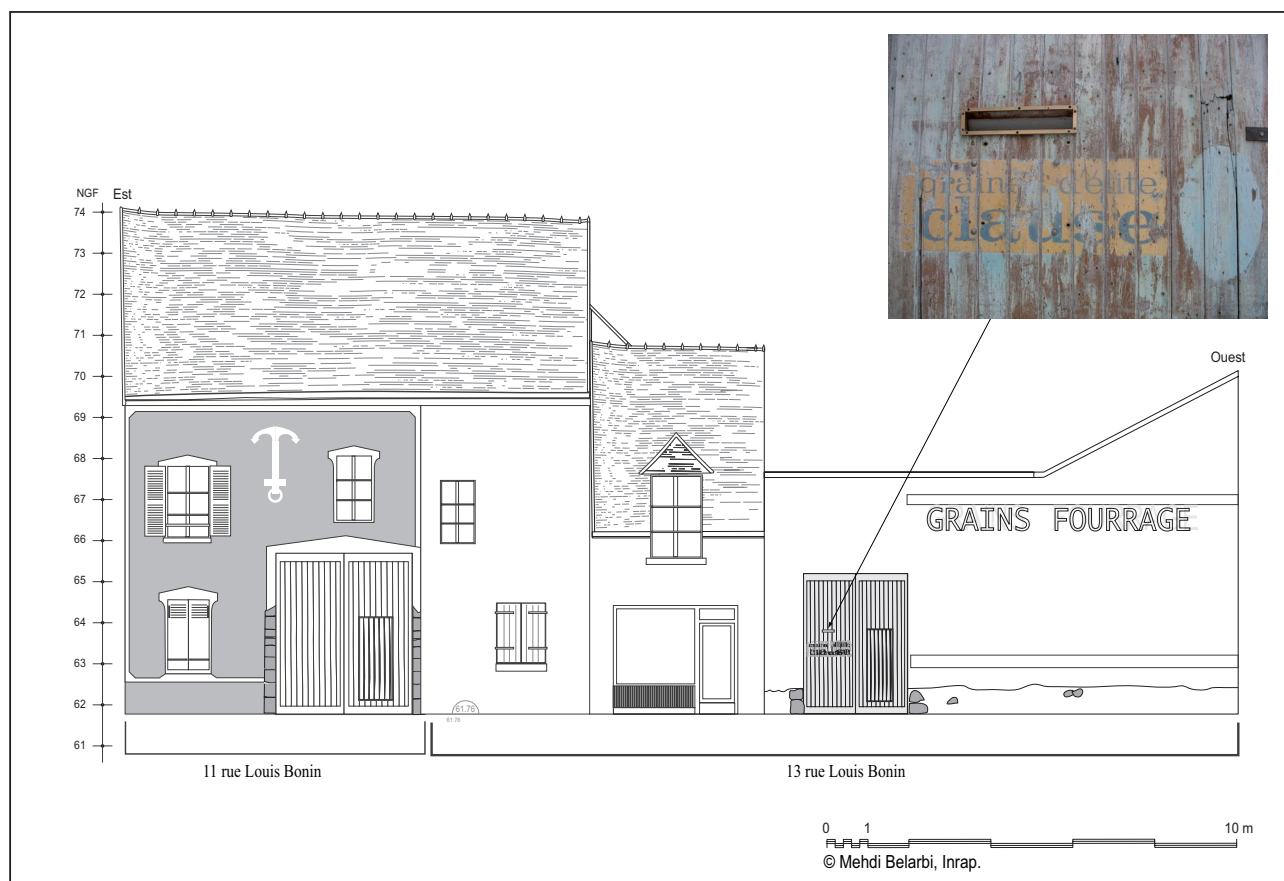 graines d'élite
clause
NGF
Est
74
73
72
71
70
69
68
67
66
65
64
63
62
61
Ouest
GRAINS FOURRAGE
61.76
61.76
11 rue Louis Bonin
13 rue Louis Bonin
0 1 10 m
© Mehdi Belarbi, Inrap.